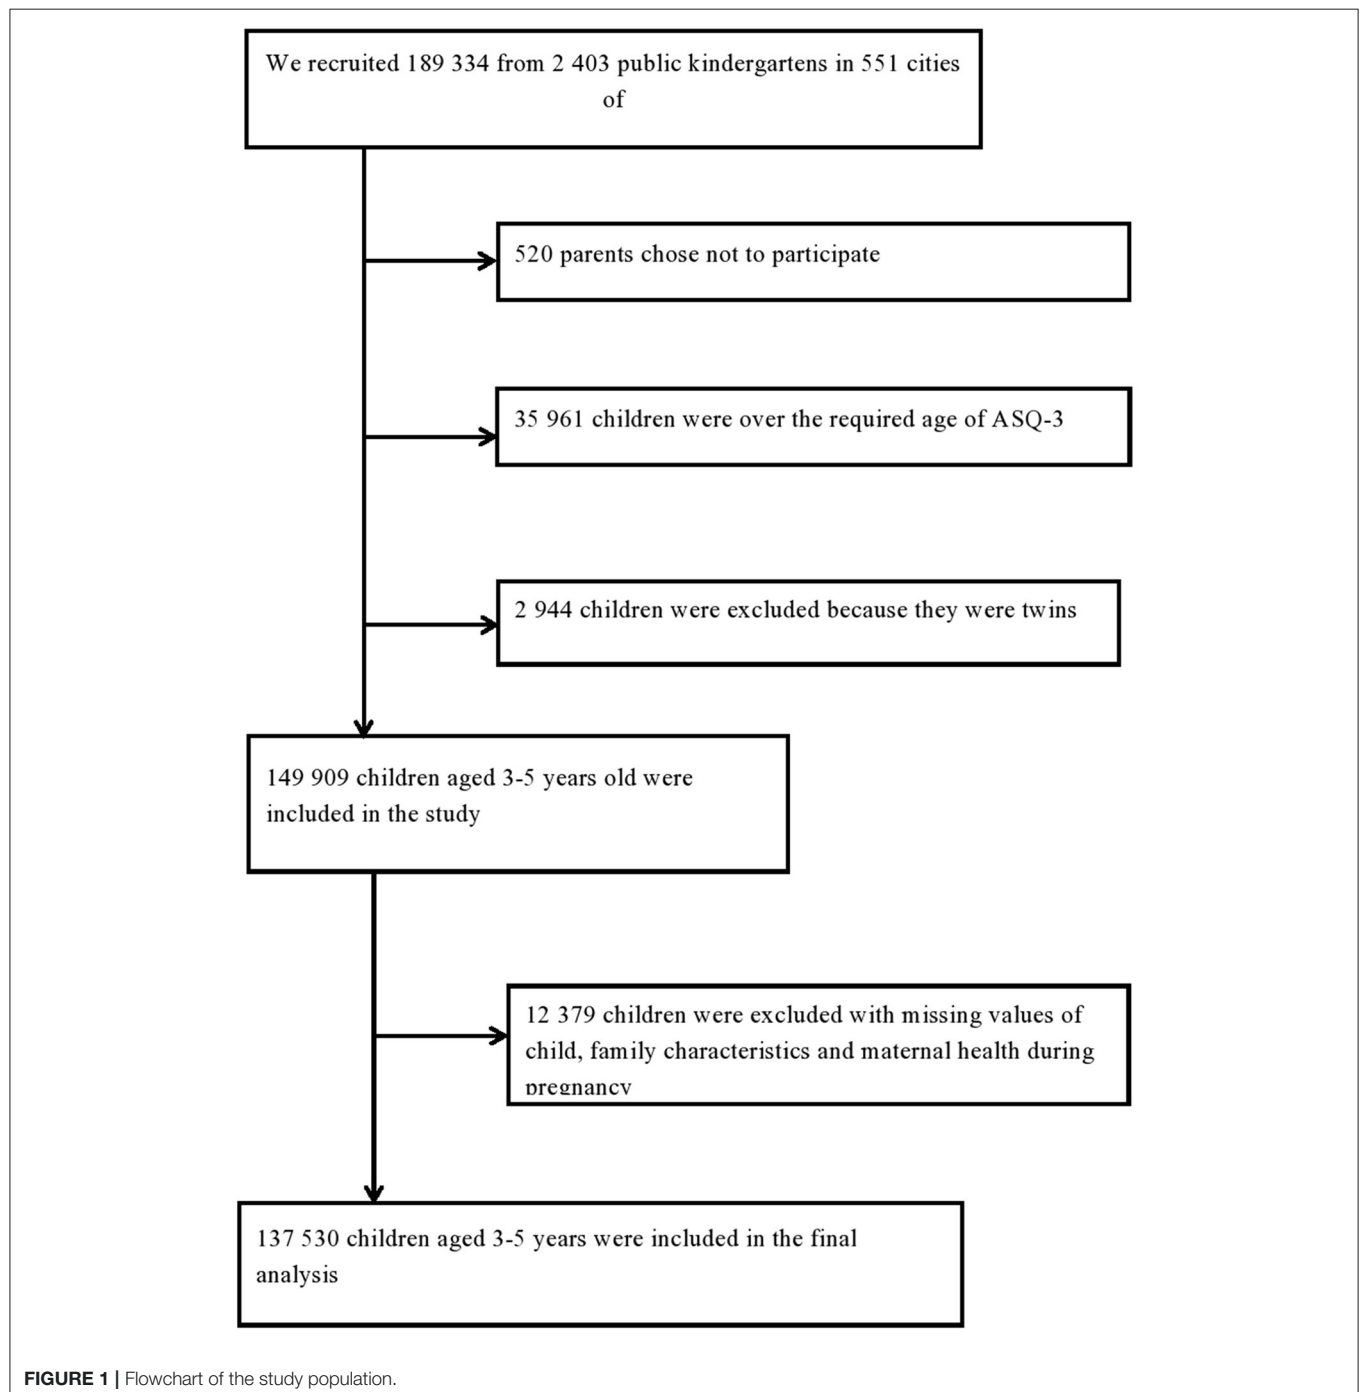 We recruited 189 334 from 2 403 public kindergartens in 551 cities
of
520 parents chose not to participate
35 961 children were over the required age of ASQ-3
2 944 children were excluded because they were twins
149 909 children aged 3-5 years old were
included in the study
12 379 children were excluded with missing values of
child, family characteristics and maternal health during
pregnancy
137 530 children aged 3-5 years were included in the final
analysis
FIGURE 1 | Flowchart of the study population.